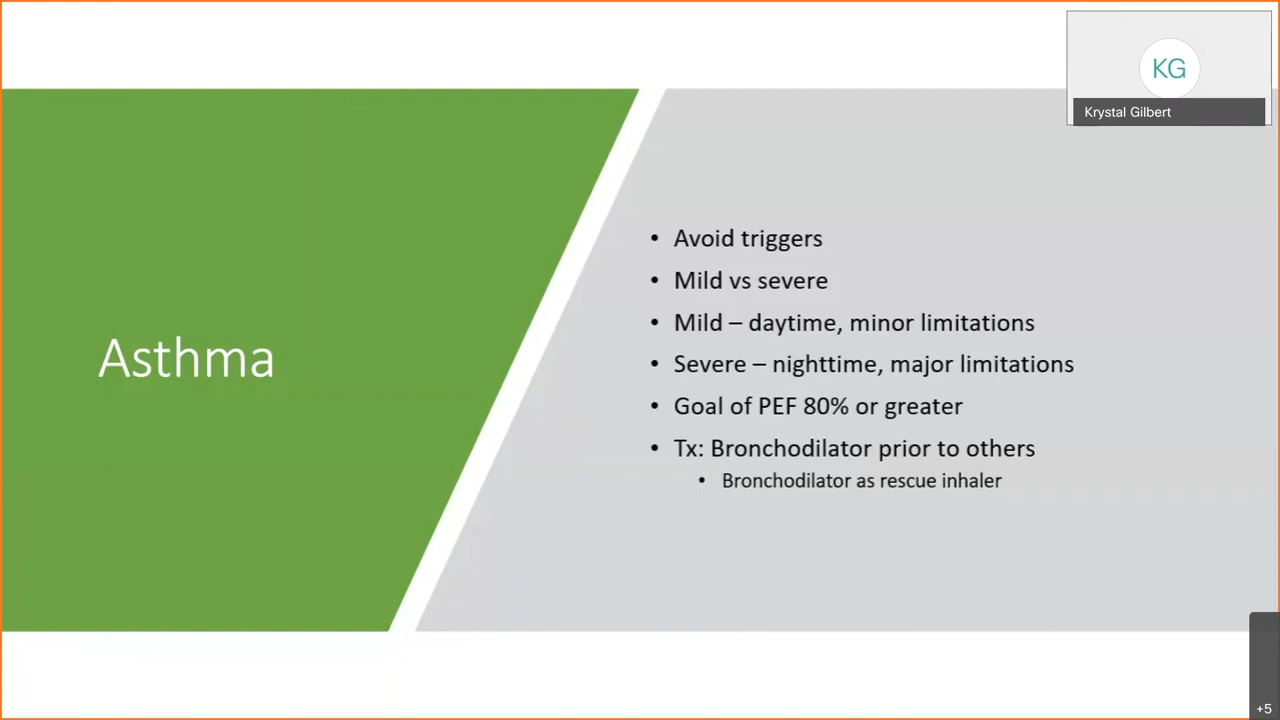 KG
Krystal Gilbert
Asthma
• Avoid triggers
• Mild vs severe
• Mild – daytime, minor limitations
• Severe – nighttime, major limitations
• Goal of PEF 80% or greater
• Tx: Bronchodilator prior to others
• Bronchodilator as rescue inhaler
+5